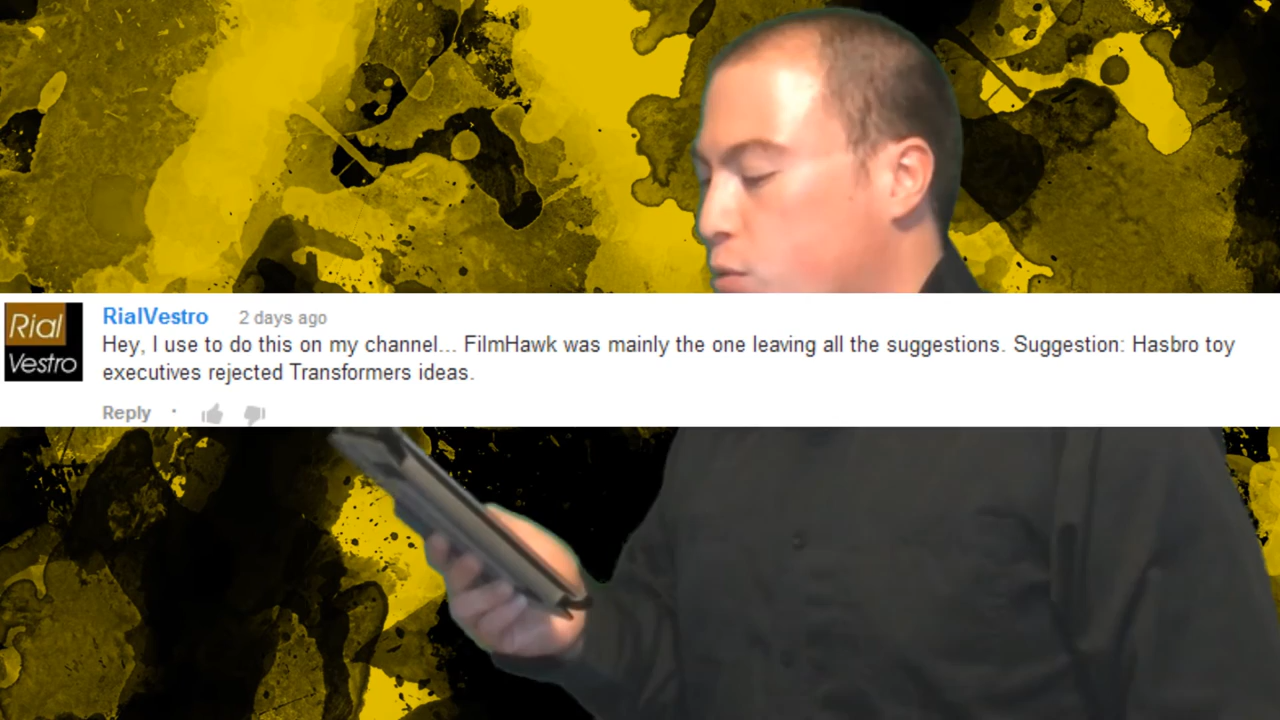 Rial
Vestro
RialVestro 2 days ago
Hey, I use to do this on my channel... FilmHawk was mainly the one leaving all the suggestions. Suggestion: Hasbro toy
executives rejected Transformers ideas.
Reply ·